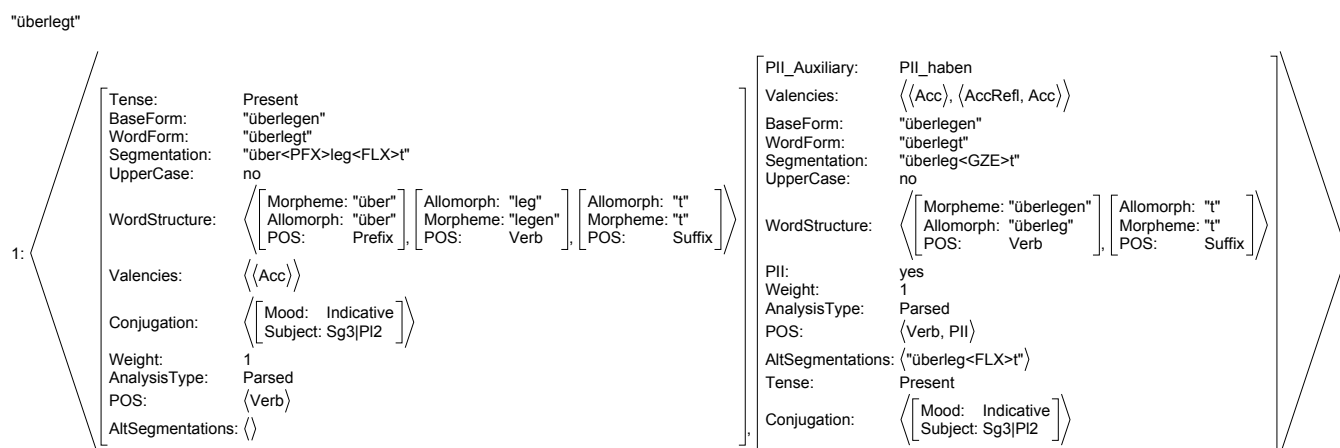 "überlegt"
1:
Tense: Present
BaseForm: "überlegen"
WordForm: "überlegt"
Segmentation: "über<PFX>leg<FLX>t"
UpperCase: no
WordStructure: ⟨[Morpheme: "über" Allomorph: "über" POS: Prefix], [Allomorph: "leg" Morpheme: "legen" POS: Verb], [Allomorph: "t" Morpheme: "t" POS: Suffix]⟩
Valencies: ⟨⟨Acc⟩⟩
Conjugation: ⟨[Mood: Indicative Subject: Sg3|Pl2]⟩
Weight: 1
AnalysisType: Parsed
POS: ⟨Verb⟩
AltSegmentations: ⟨⟩
,
PII_Auxiliary: PII_haben
Valencies: ⟨⟨Acc⟩, ⟨AccRefl, Acc⟩⟩
BaseForm: "überlegen"
WordForm: "überlegt"
Segmentation: "überleg<GZE>t"
UpperCase: no
WordStructure: ⟨[Morpheme: "überlegen" Allomorph: "überleg" POS: Verb], [Allomorph: "t" Morpheme: "t" POS: Suffix]⟩
PII: yes
Weight: 1
AnalysisType: Parsed
POS: ⟨Verb, PII⟩
AltSegmentations: ⟨"überleg<FLX>t"⟩
Tense: Present
Conjugation: ⟨[Mood: Indicative Subject: Sg3|Pl2]⟩